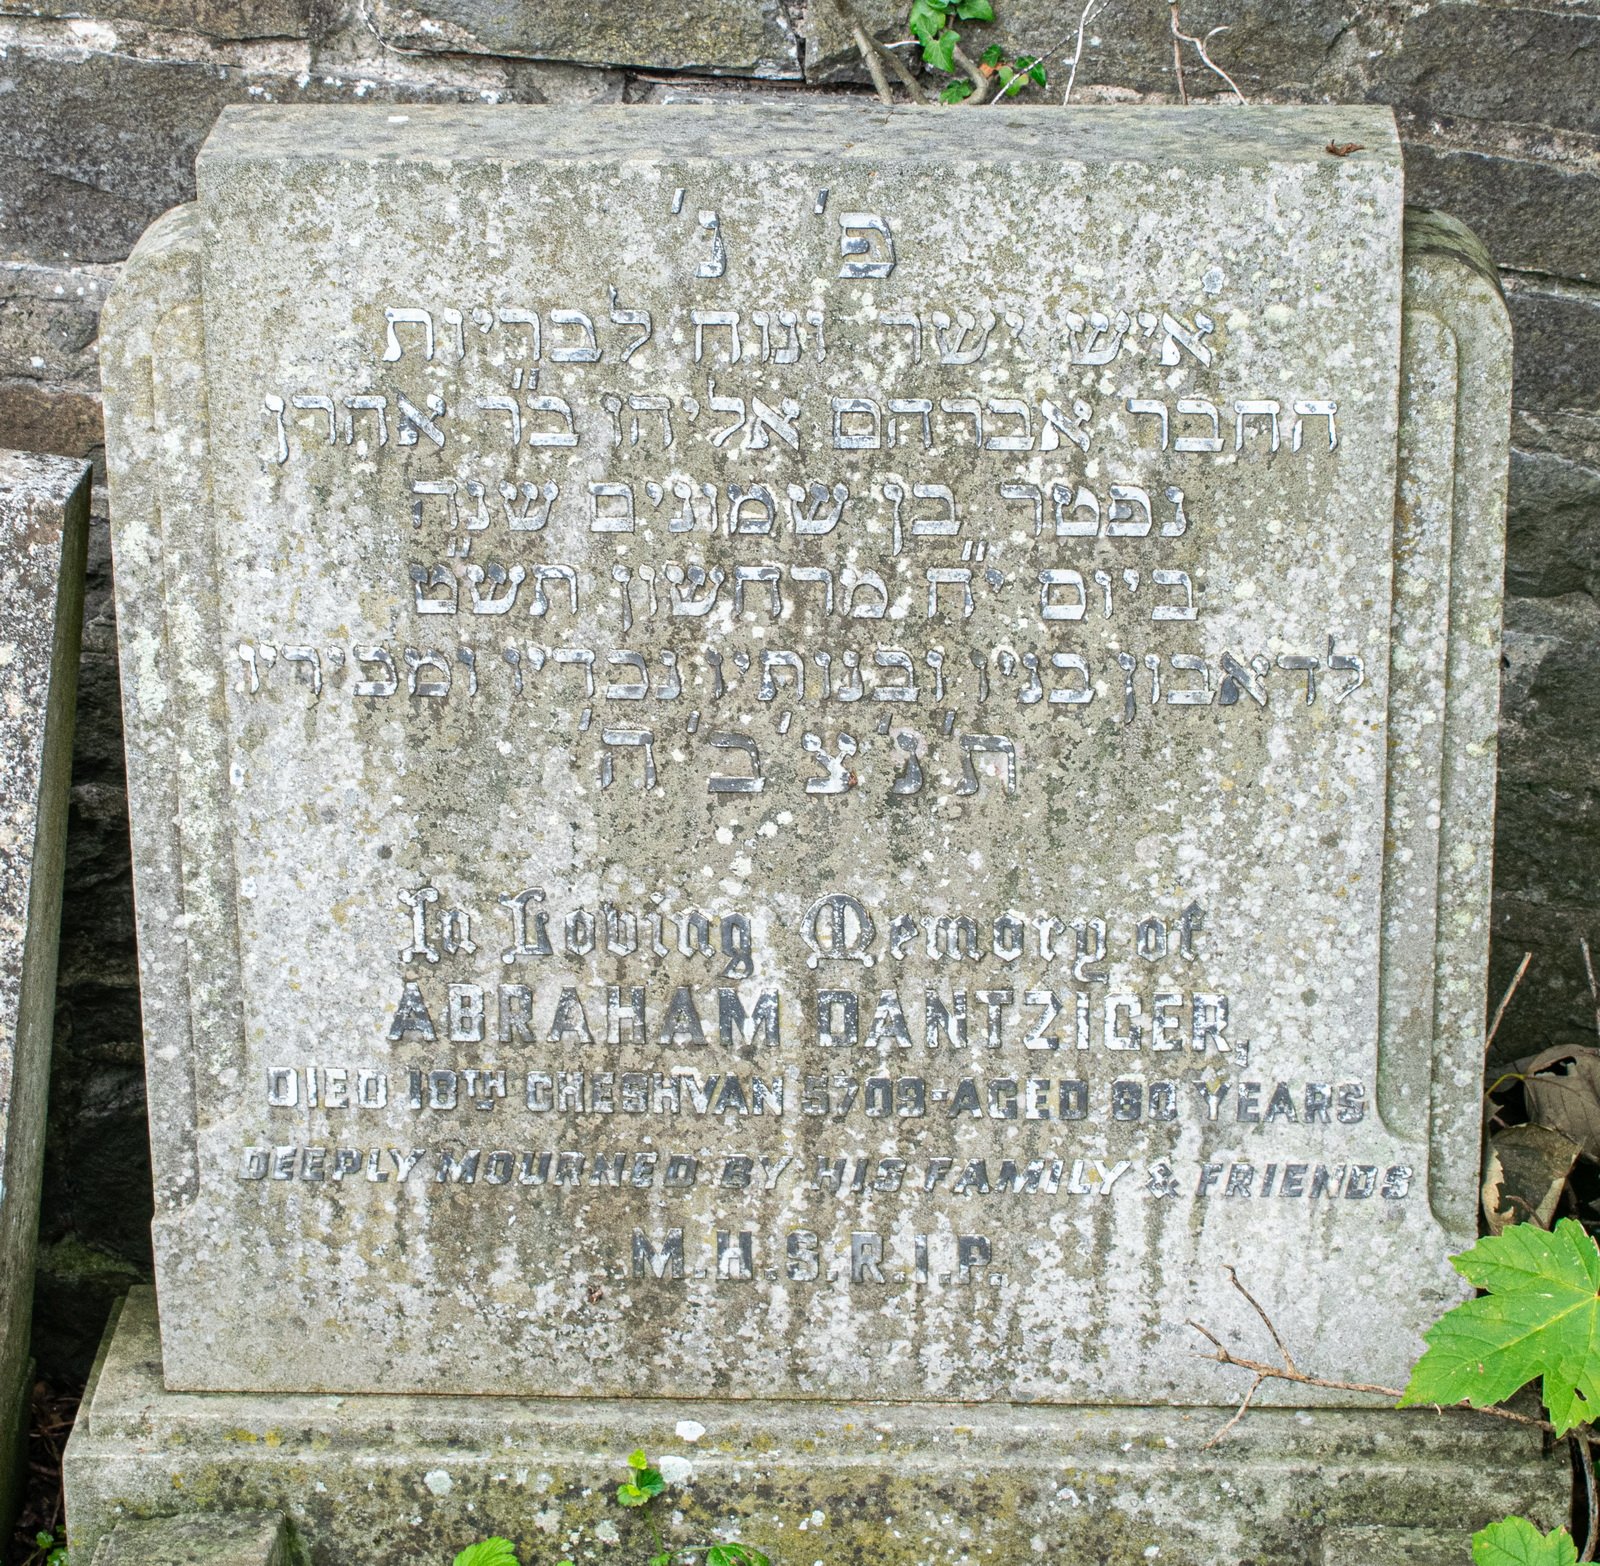 פ' נ'
איש ישר ונוח לבריות
החבר אברהם אליהו ב״ר אהרן
נפטר בן שמונים שנה
ביום י״ח מרחשון תש״ט
לדאבון בניו ובנותיו נכדיו ומכיריו
ת'נ'צ'ב'ה'
In Loving Memory of
ABRAHAM DANTZIGER,
DIED 18TH CHESHVAN 5709-AGED 80 YEARS
DEEPLY MOURNED BY HIS FAMILY & FRIENDS
M.H.S.R.I.P.